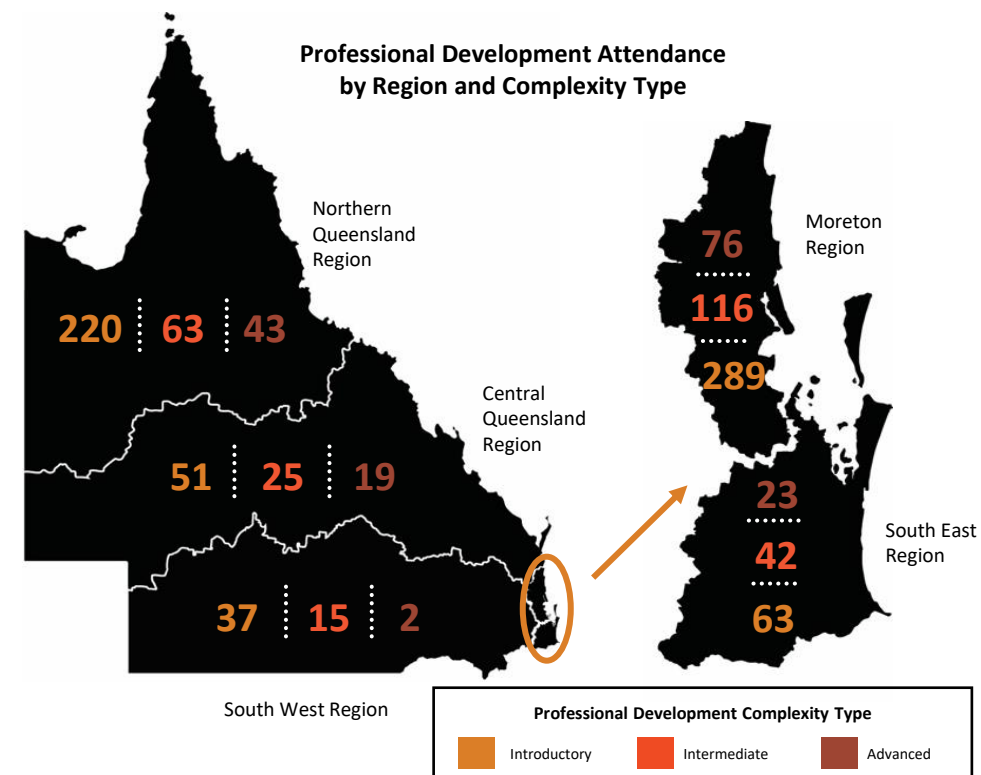 Professional Development Attendance
by Region and Complexity Type
Northern
Queensland
Region
220 63 43
Central
Queensland
Region
51 25 19
37 15 2
South West Region
Moreton
Region
76
116
289
23
42
63
South East
Region
Professional Development Complexity Type
Introductory Intermediate Advanced